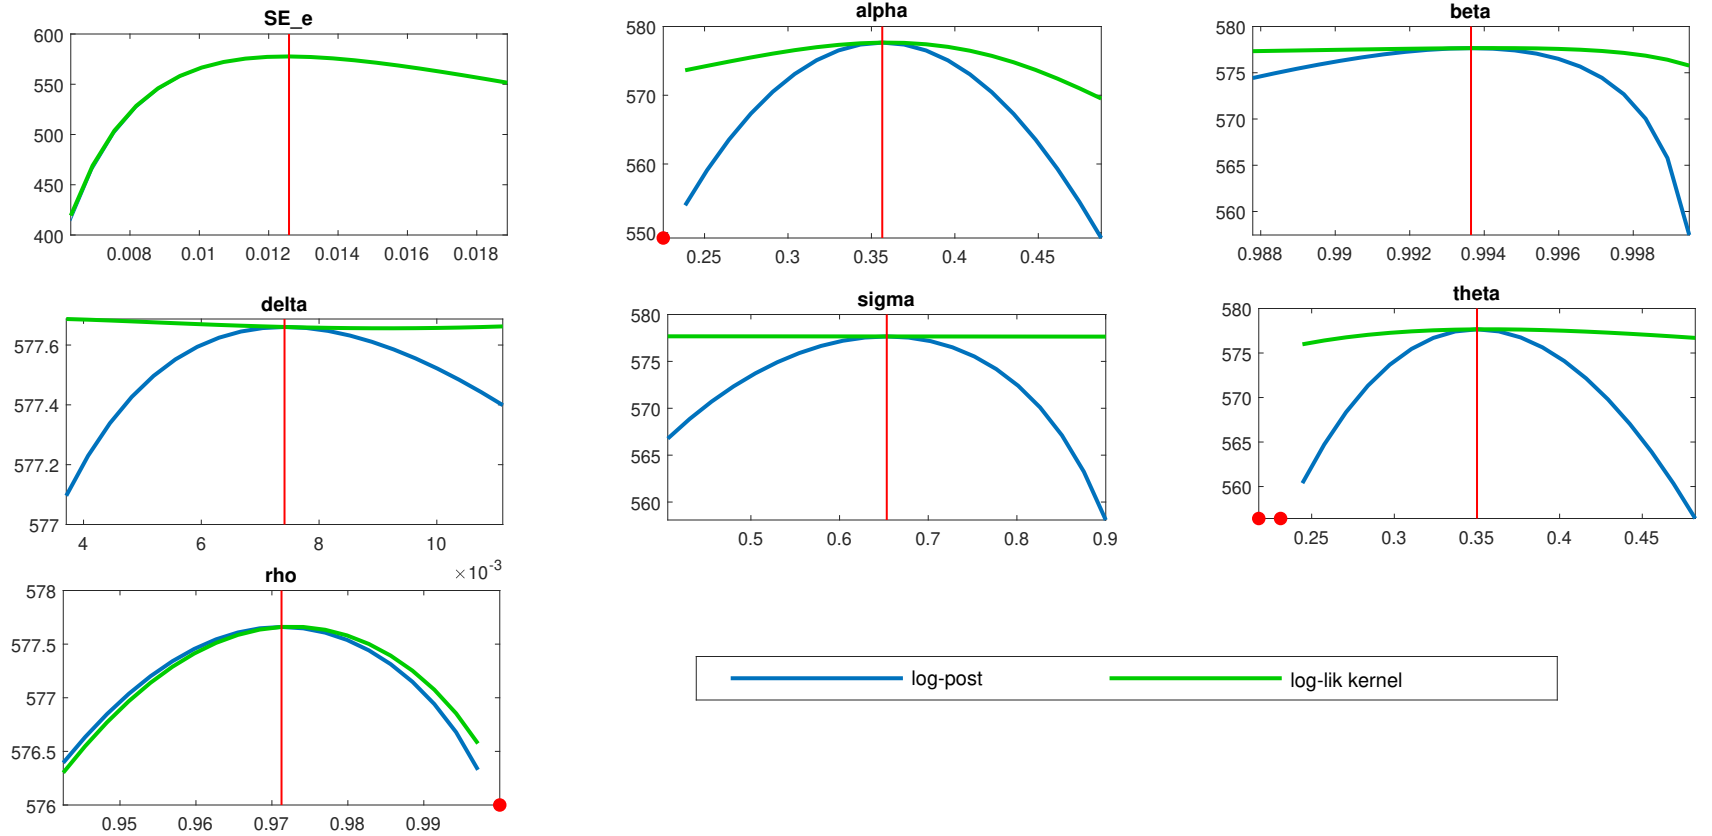 SE_e
600
550
500
450
400
0.008 0.01 0.012 0.014 0.016 0.018
alpha
580
570
560
550
0.25 0.3 0.35 0.4 0.45
beta
580
575
570
565
560
0.988 0.99 0.992 0.994 0.996 0.998
delta
577.6
577.4
577.2
577
4 6 8 10
×10-3
sigma
580
575
570
565
560
0.5 0.6 0.7 0.8 0.9
theta
580
575
570
565
560
0.25 0.3 0.35 0.4 0.45
rho
578
577.5
577
576.5
576
0.95 0.96 0.97 0.98 0.99
log-post log-lik kernel